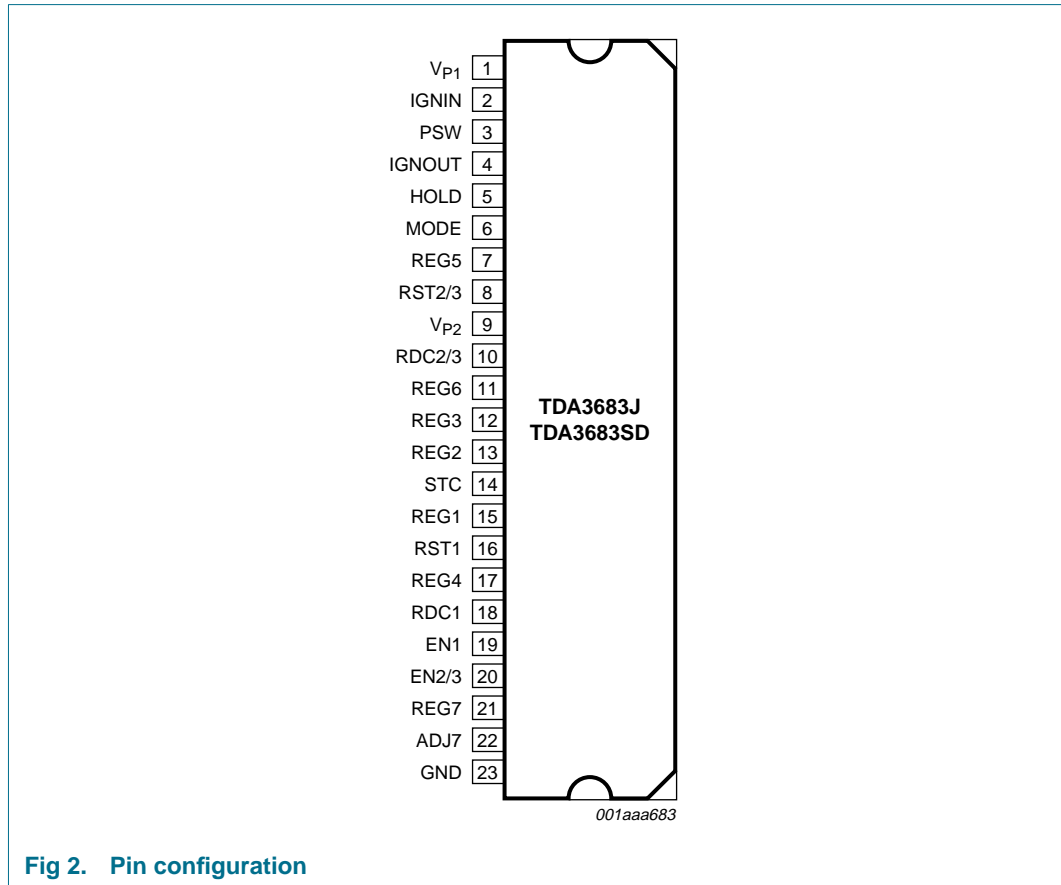 V_P1 1
IGNIN 2
PSW 3
IGNOUT 4
HOLD 5
MODE 6
REG5 7
RST2/3 8
V_P2 9
RDC2/3 10
REG6 11
REG3 12
REG2 13
STC 14
REG1 15
RST1 16
REG4 17
RDC1 18
EN1 19
EN2/3 20
REG7 21
ADJ7 22
GND 23
TDA3683J
TDA3683SD
001aaa683
Fig 2. Pin configuration